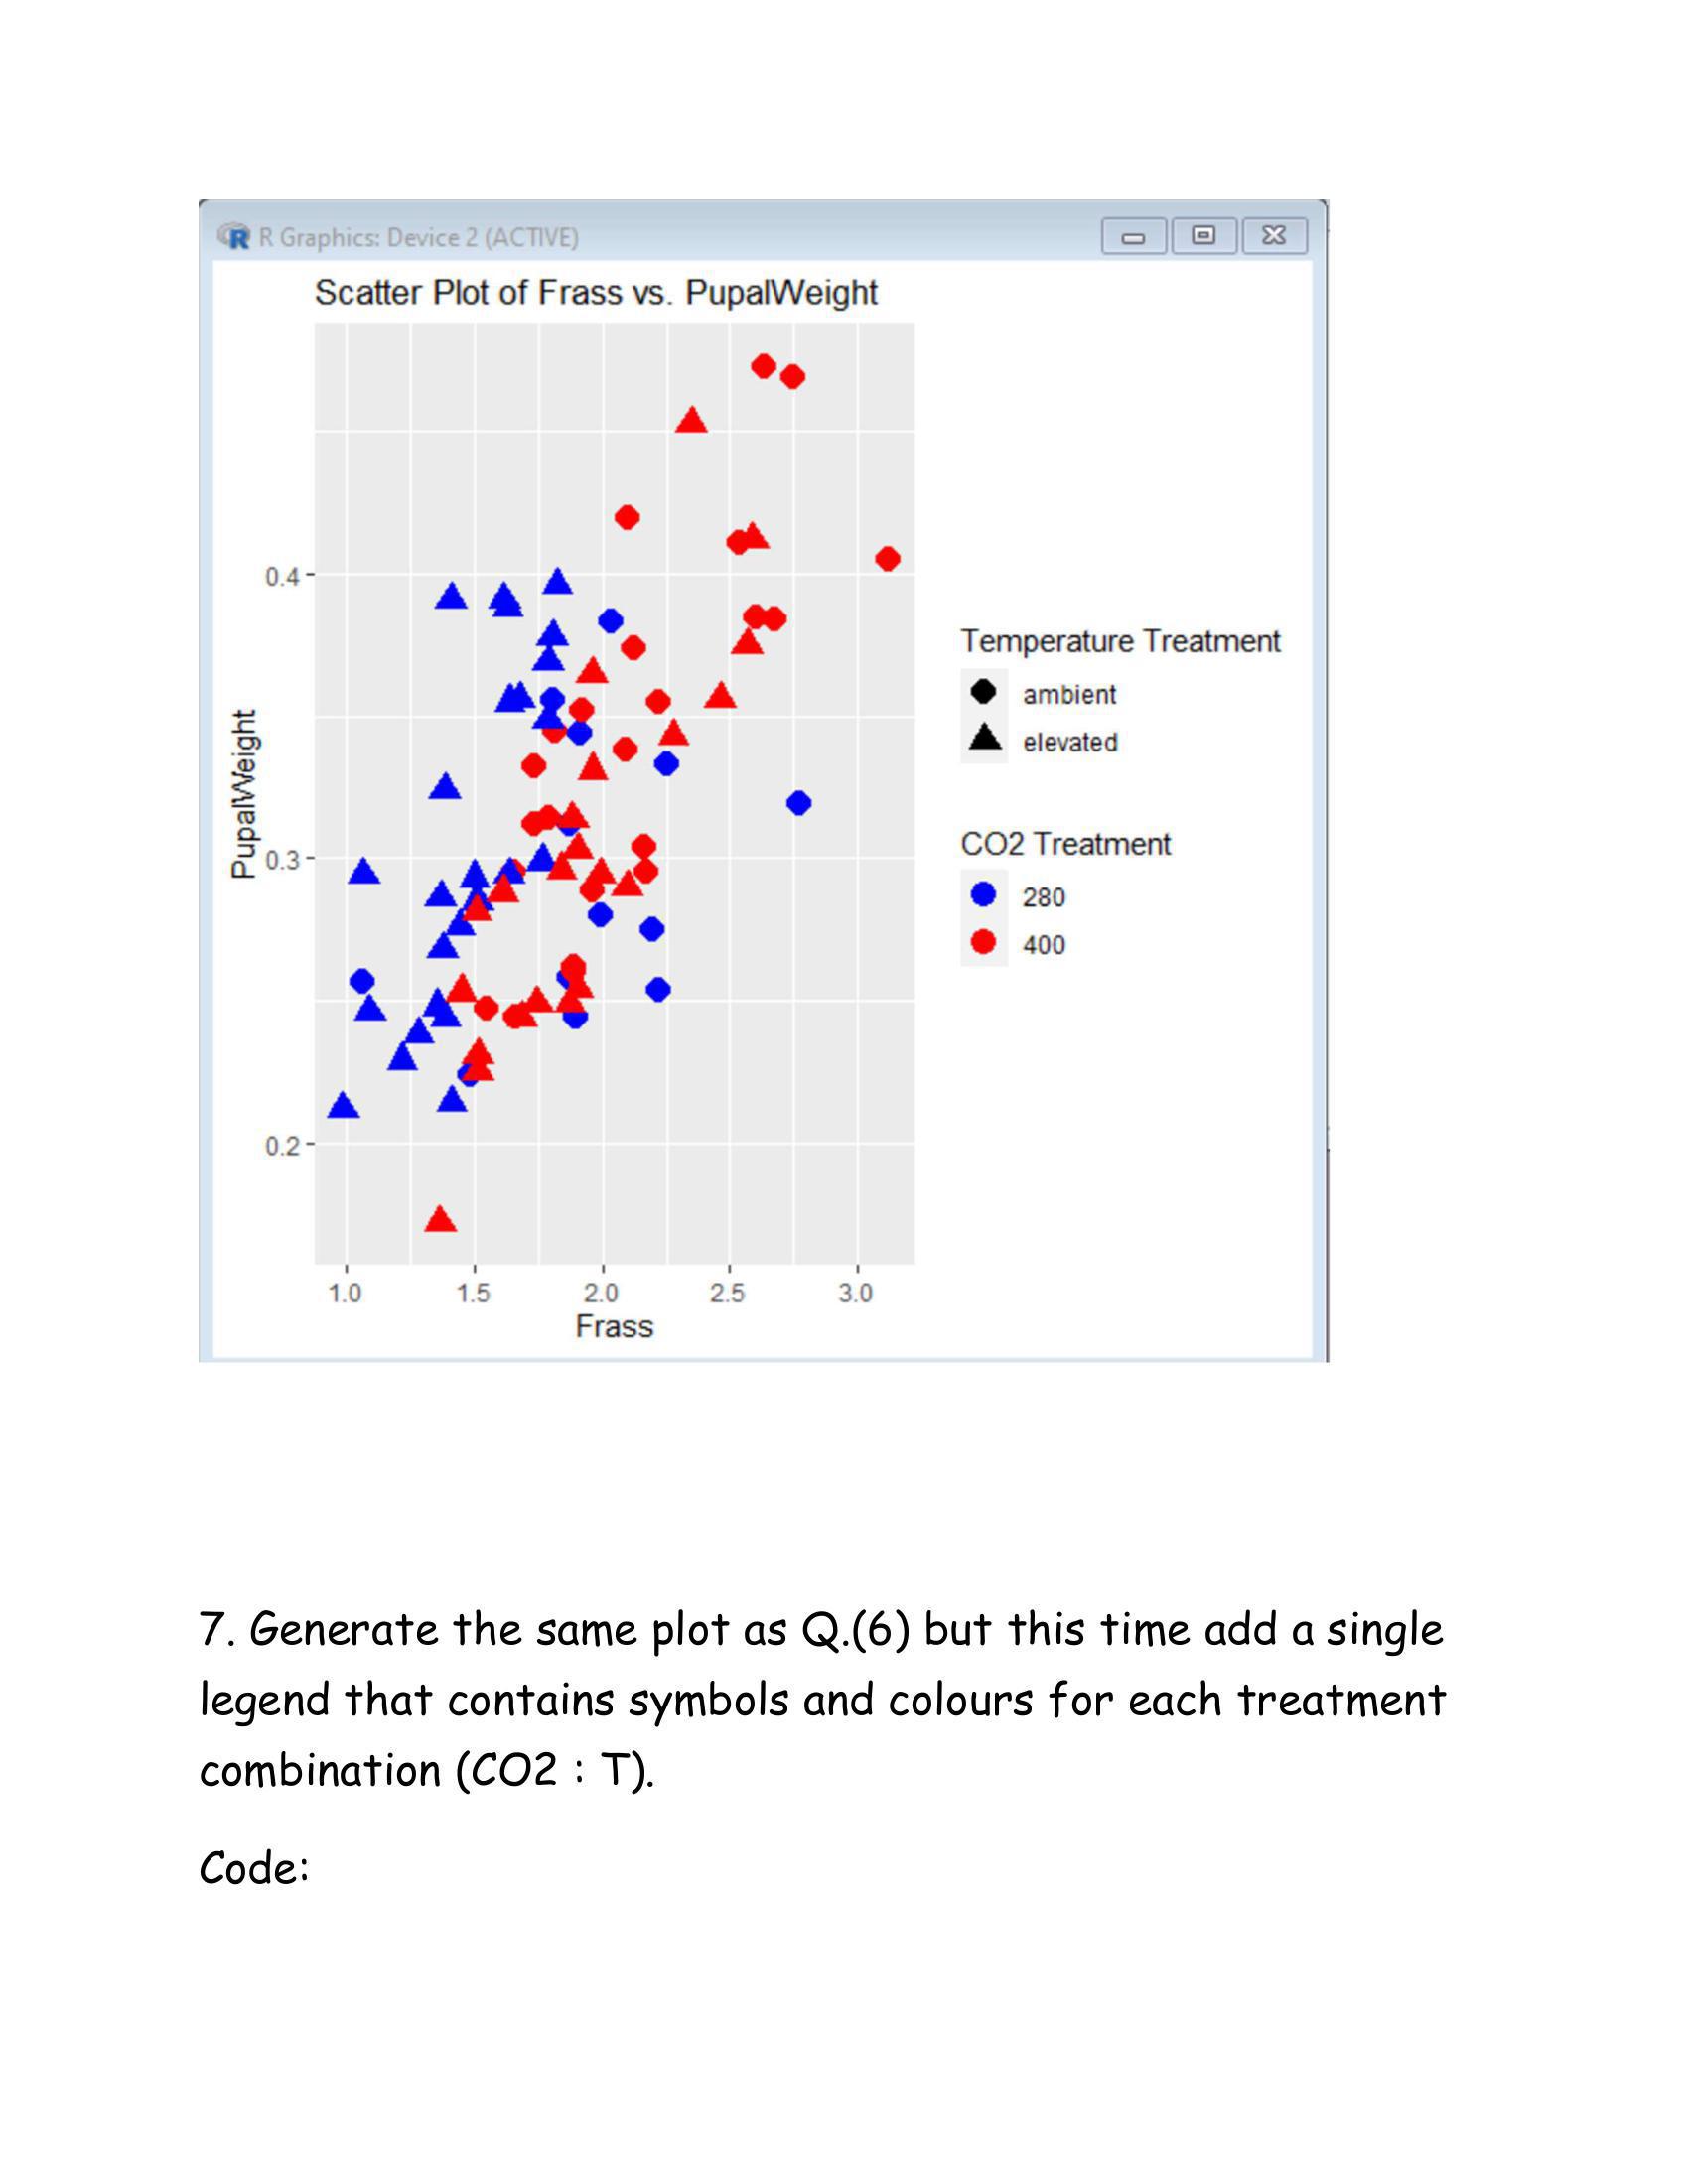 R Graphics: Device 2 (ACTIVE)
Scatter Plot of Frass vs. PupalWeight
PupalWeight
0.4
0.3
0.2
1.0 1.5 2.0 2.5 3.0
Frass
Temperature Treatment
ambient
elevated
CO2 Treatment
280
400
7. Generate the same plot as Q.(6) but this time add a single
legend that contains symbols and colours for each treatment
combination (CO2 : T).
Code: